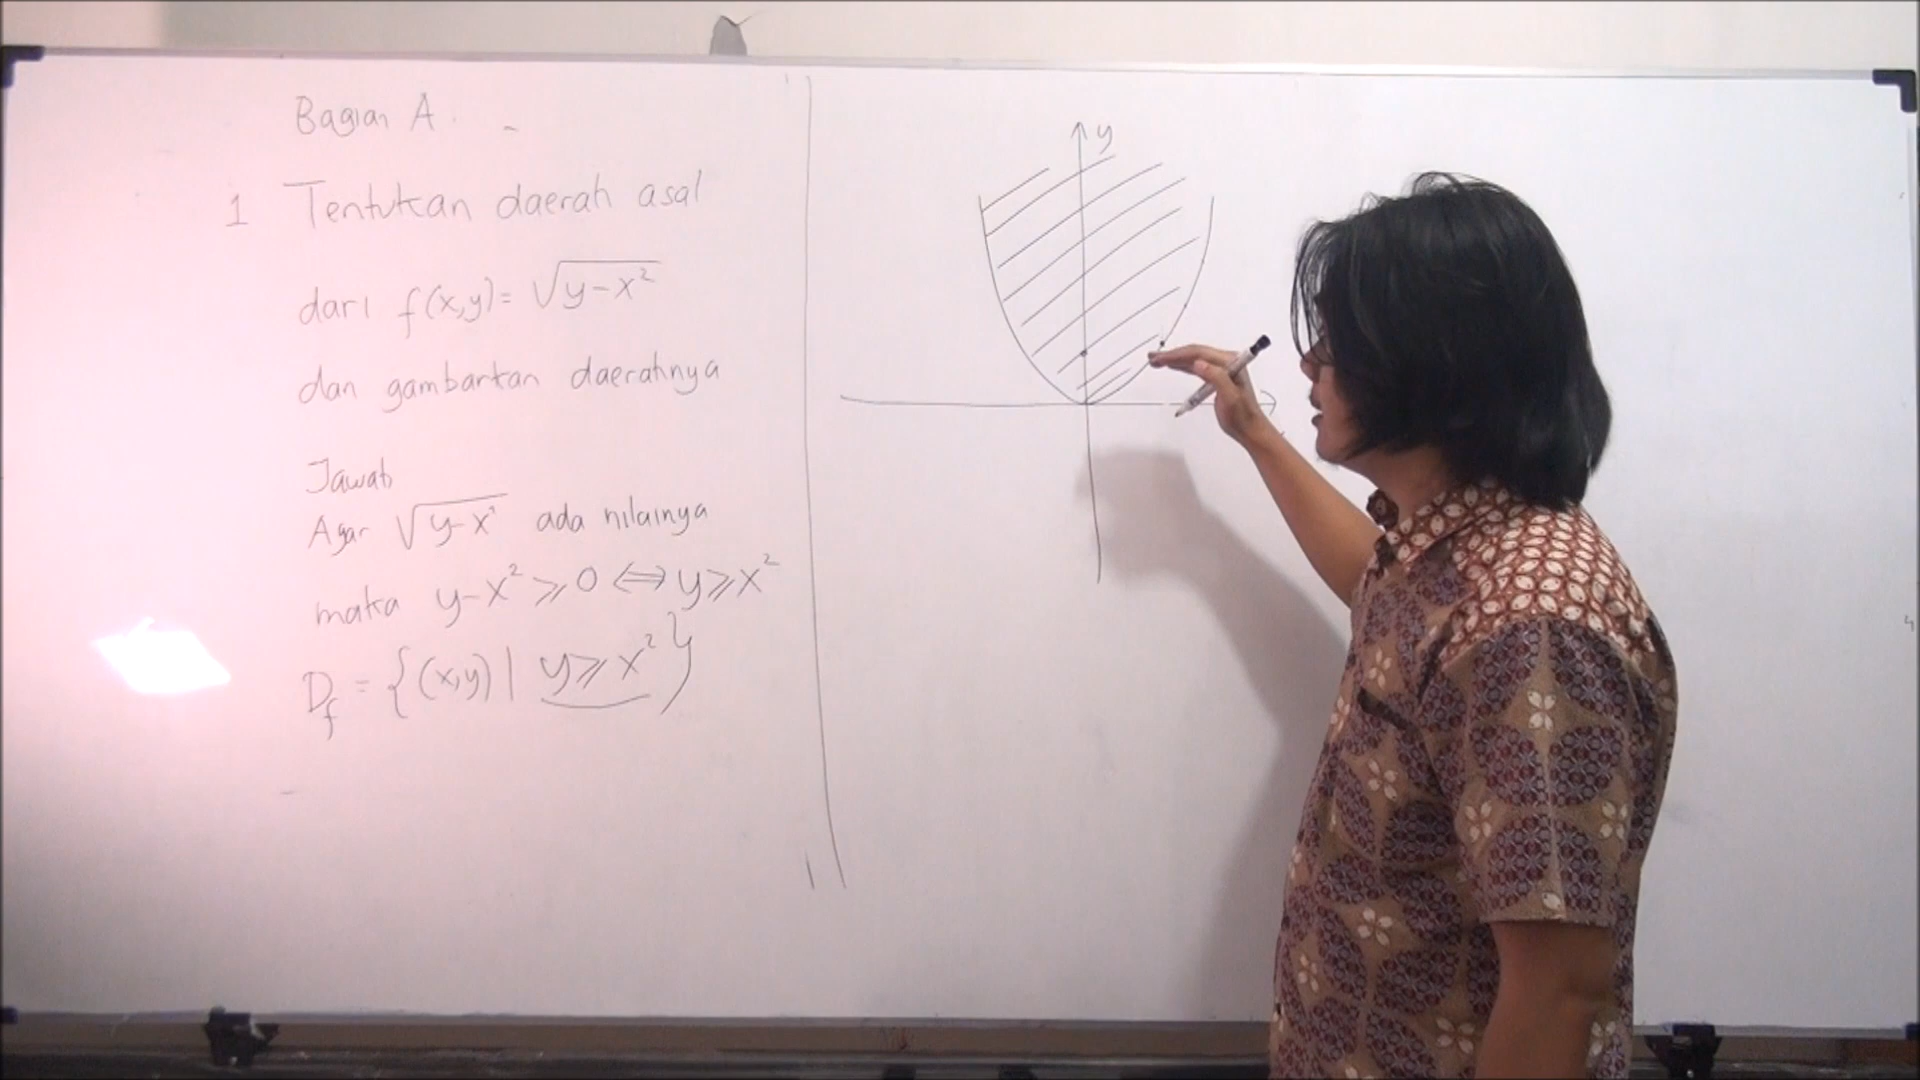 Bagian A.
1 Tentukan daerah asal
dari f(x,y) = √(y-x²)
dan gambarkan daerahnya
Jawab
Agar √(y-x²) ada nilainya
maka y-x² ⩾ 0 ⟺ y ⩾ x²
D_f = {(x,y) | y ⩾ x²}
y